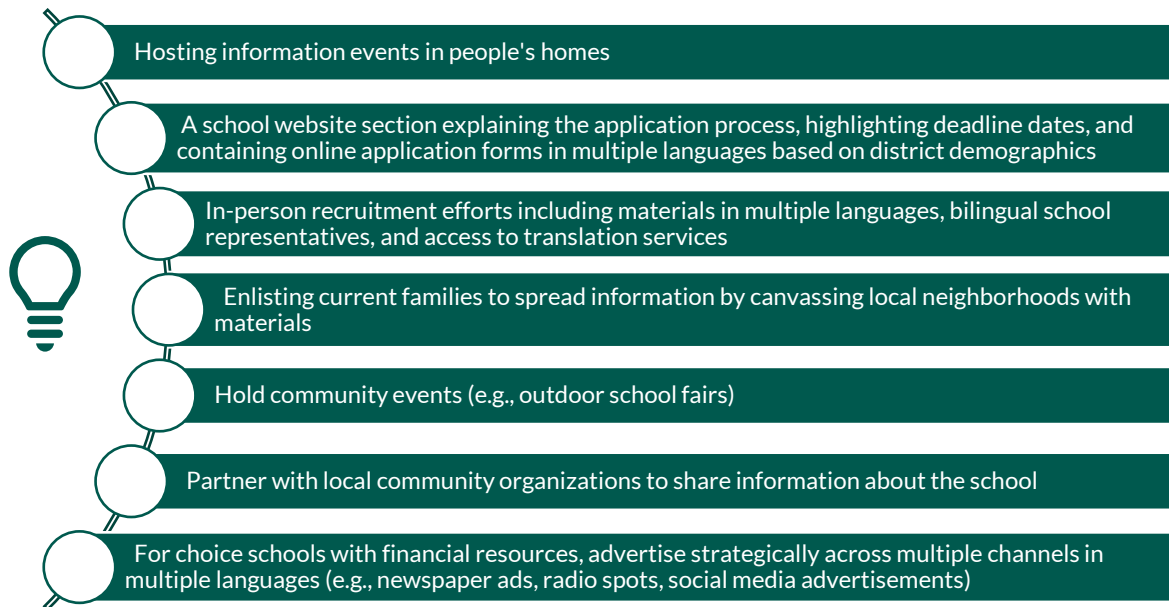 Hosting information events in people's homes
A school website section explaining the application process, highlighting deadline dates, and
containing online application forms in multiple languages based on district demographics
In-person recruitment efforts including materials in multiple languages, bilingual school
representatives, and access to translation services
Enlisting current families to spread information by canvassing local neighborhoods with
materials
Hold community events (e.g., outdoor school fairs)
Partner with local community organizations to share information about the school
For choice schools with financial resources, advertise strategically across multiple channels in
multiple languages (e.g., newspaper ads, radio spots, social media advertisements)